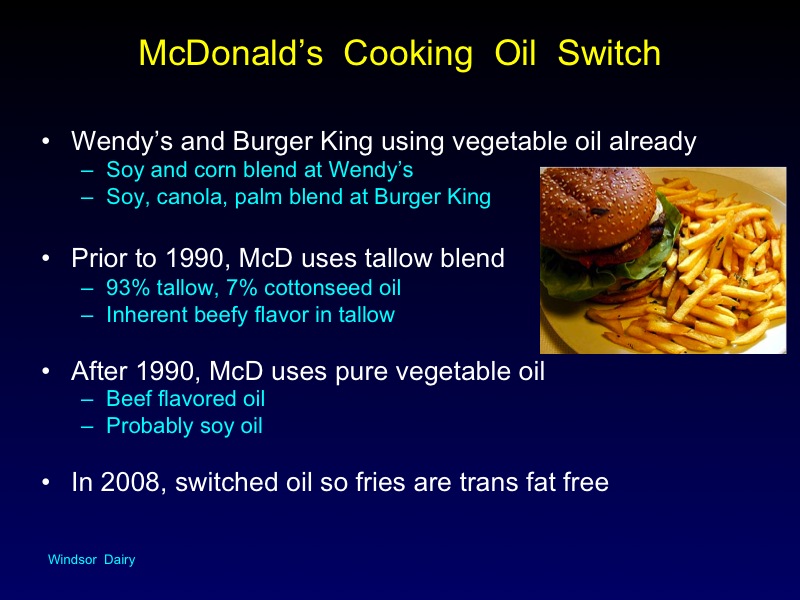 McDonald's Cooking Oil Switch
• Wendy's and Burger King using vegetable oil already
– Soy and corn blend at Wendy's
– Soy, canola, palm blend at Burger King
• Prior to 1990, McD uses tallow blend
– 93% tallow, 7% cottonseed oil
– Inherent beefy flavor in tallow
• After 1990, McD uses pure vegetable oil
– Beef flavored oil
– Probably soy oil
• In 2008, switched oil so fries are trans fat free
Windsor Dairy